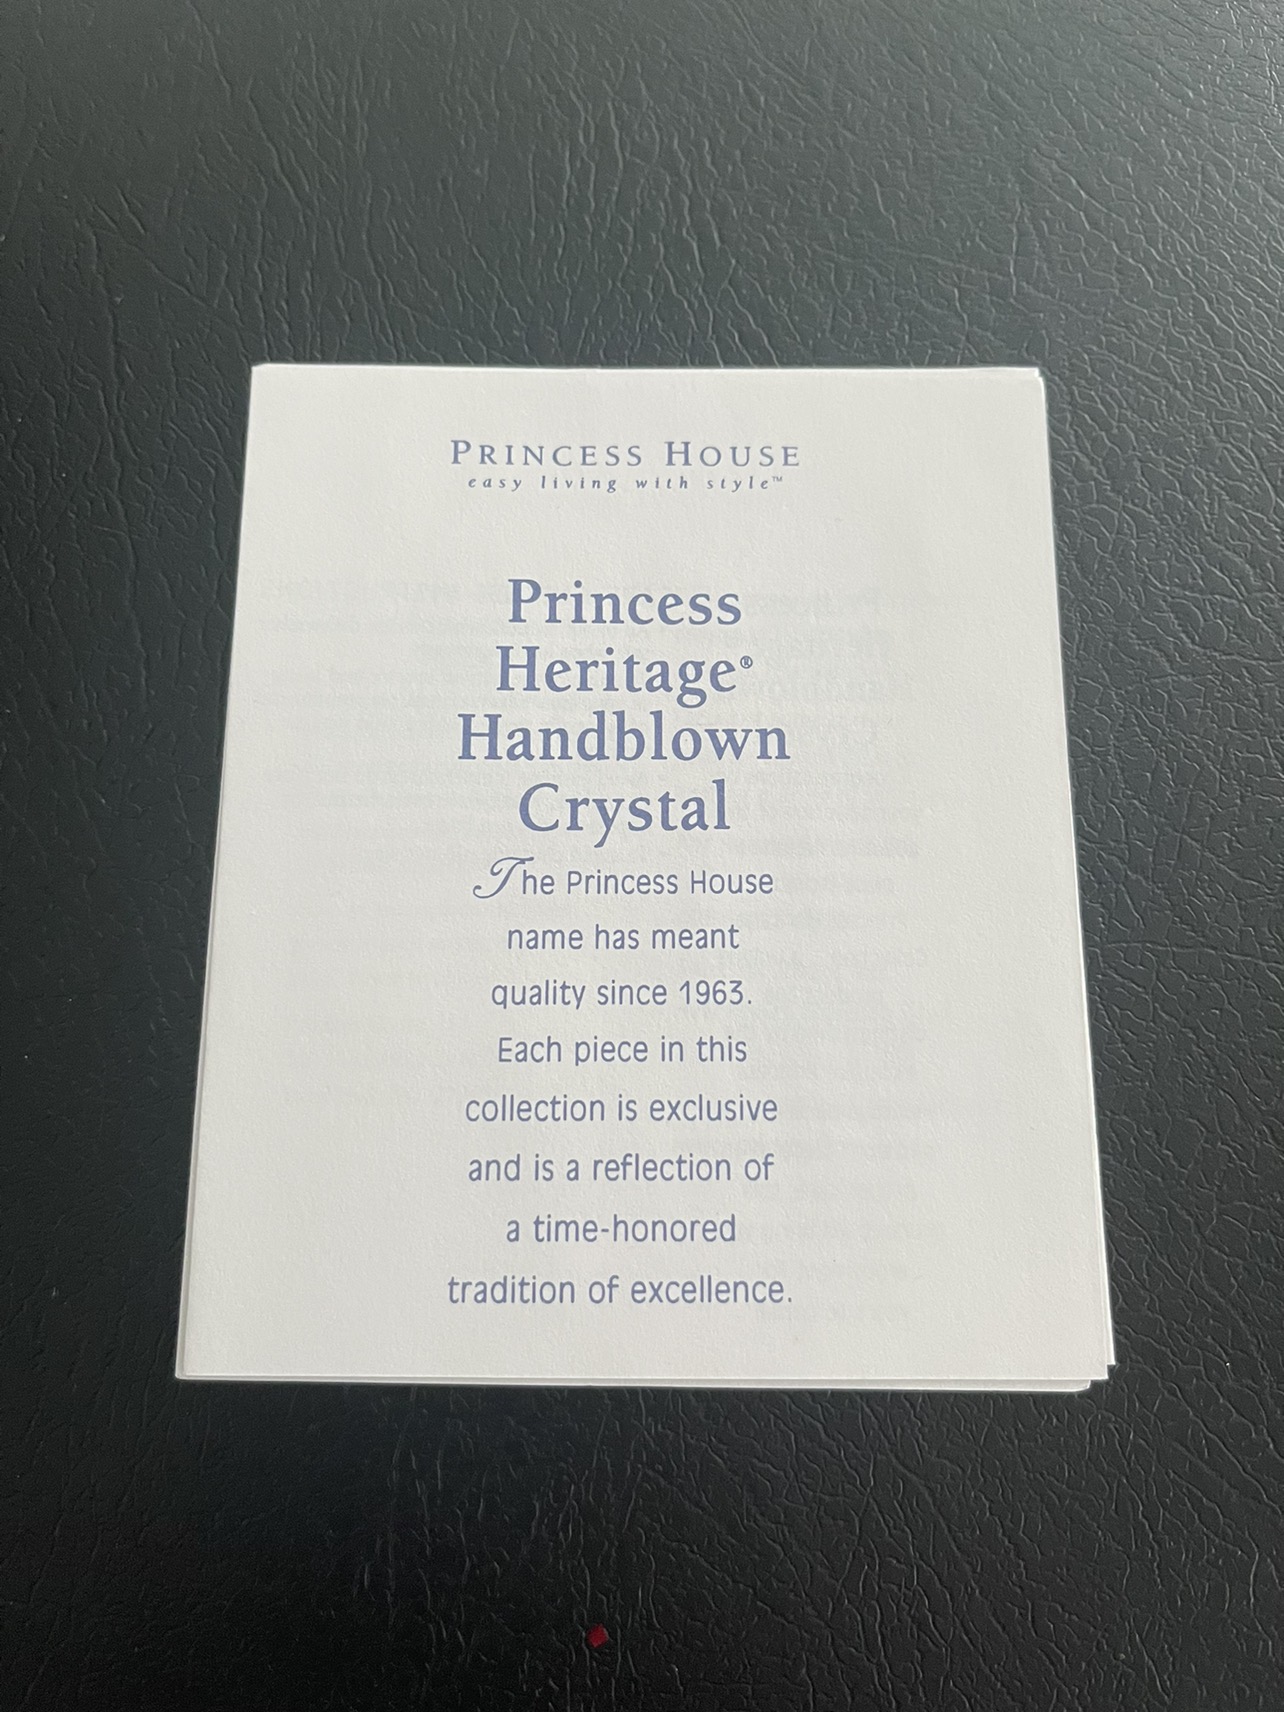 PRINCESS HOUSE
easy living with style™
Princess
Heritage®
Handblown
Crystal
The Princess House
name has meant
quality since 1963.
Each piece in this
collection is exclusive
and is a reflection of
a time-honored
tradition of excellence.